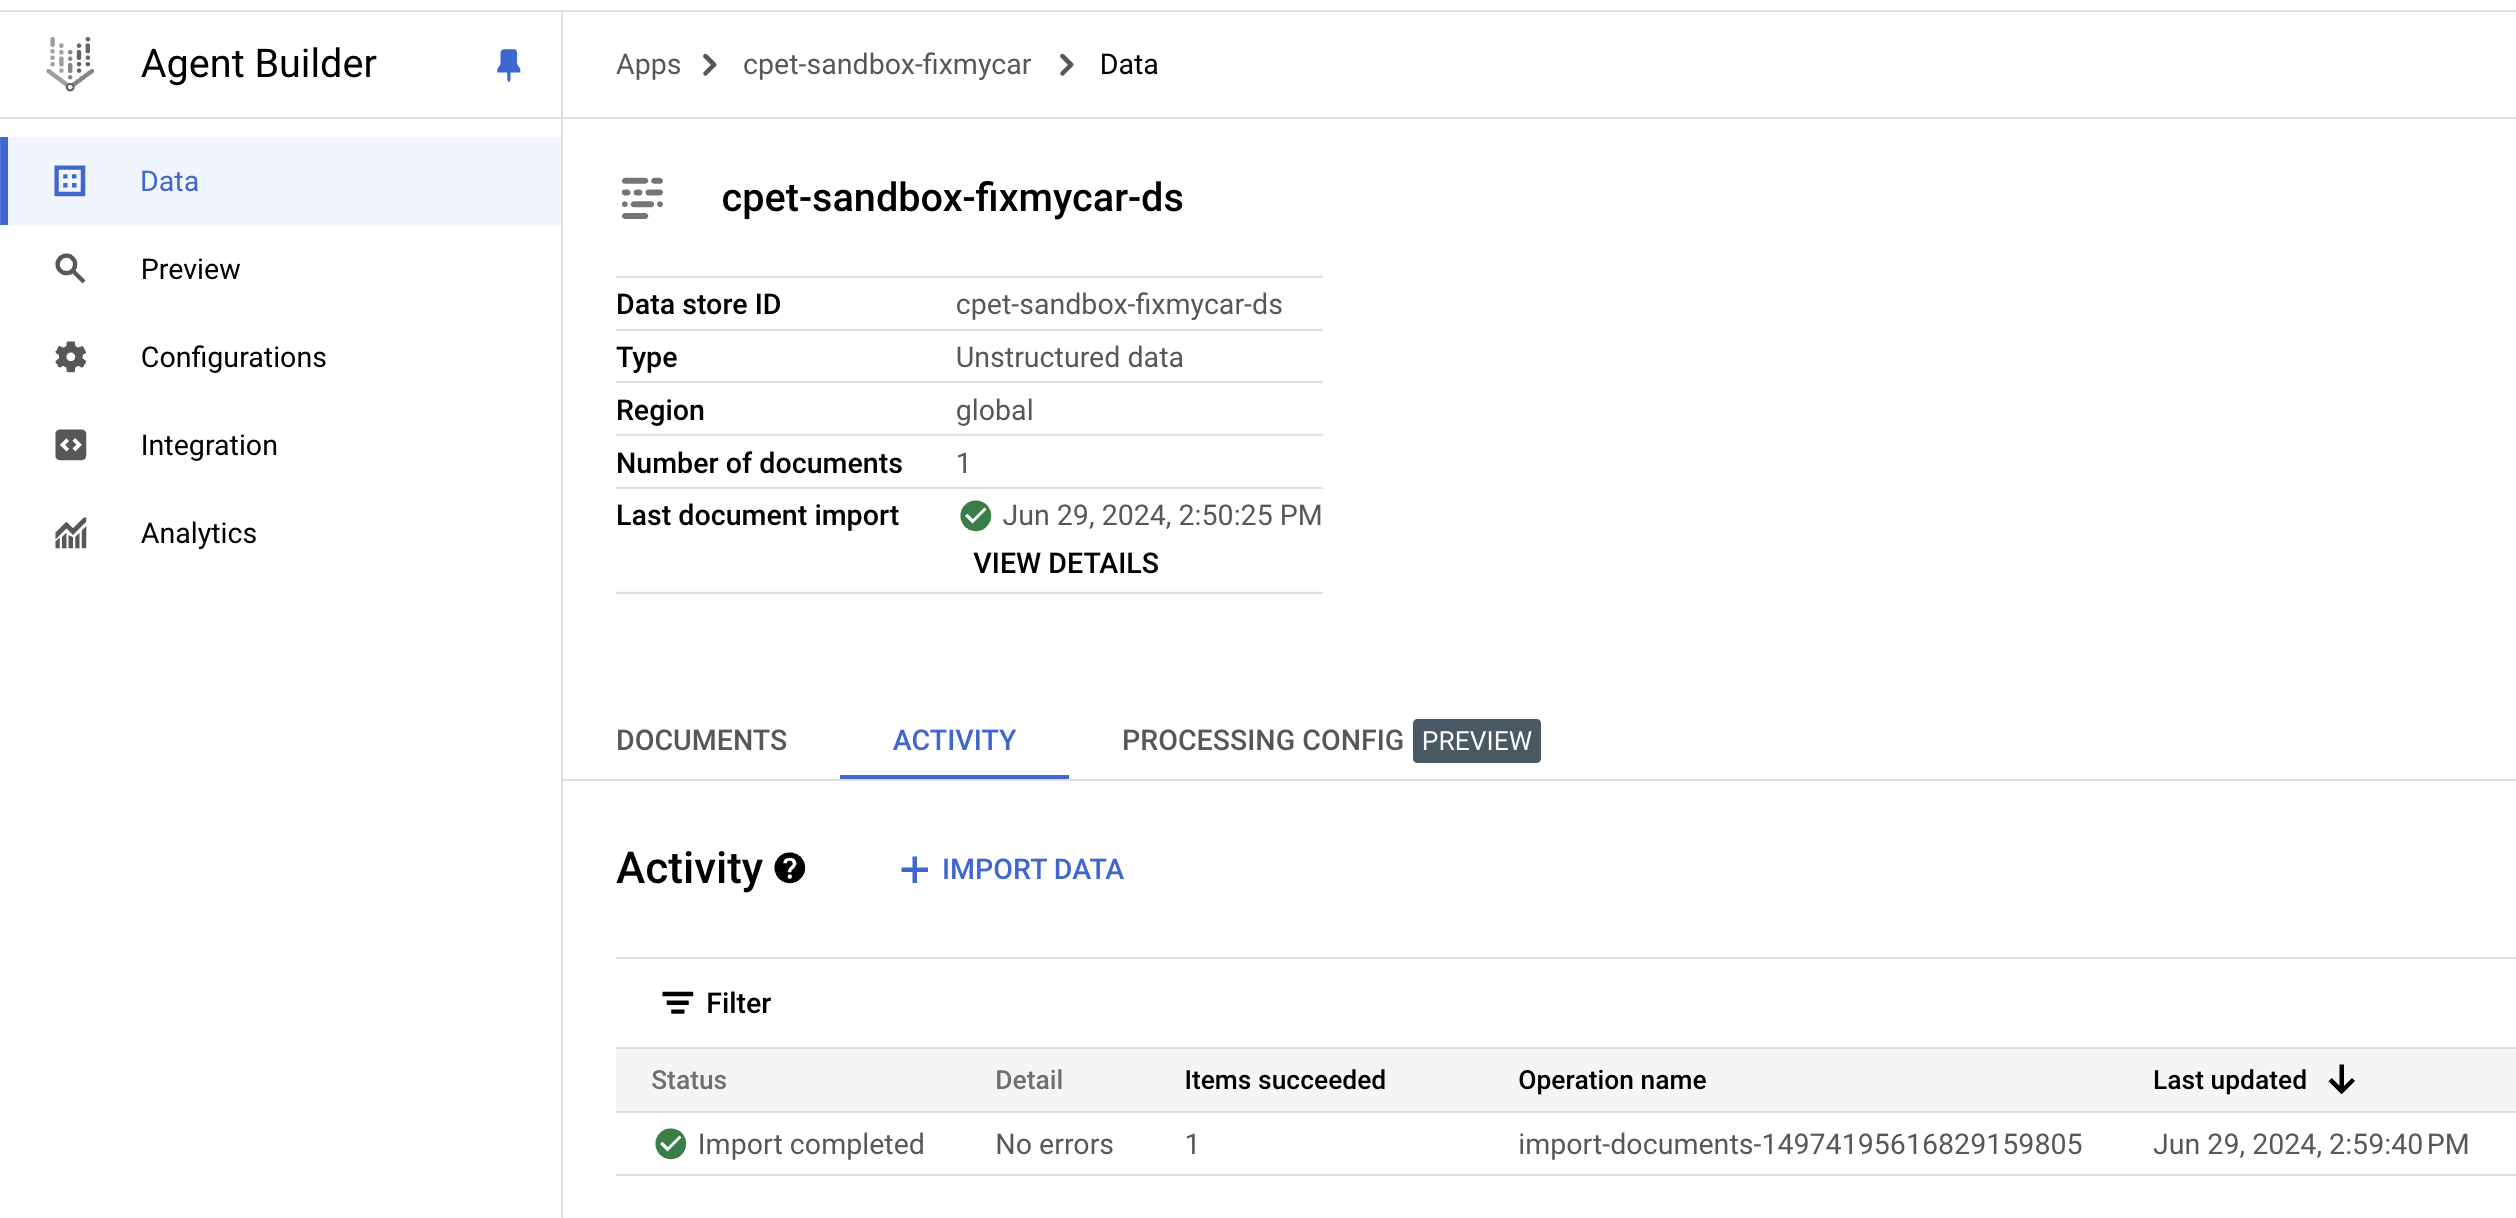 Agent Builder
Apps > cpet-sandbox-fixmycar > Data
Data
Preview
Configurations
Integration
Analytics
cpet-sandbox-fixmycar-ds
Data store ID cpet-sandbox-fixmycar-ds
Type Unstructured data
Region global
Number of documents 1
Last document import Jun 29, 2024, 2:50:25 PM
VIEW DETAILS
DOCUMENTS ACTIVITY PROCESSING CONFIG PREVIEW
Activity ? + IMPORT DATA
Filter
Status Detail Items succeeded Operation name Last updated
Import completed No errors 1 import-documents-14974195616829159805 Jun 29, 2024, 2:59:40 PM